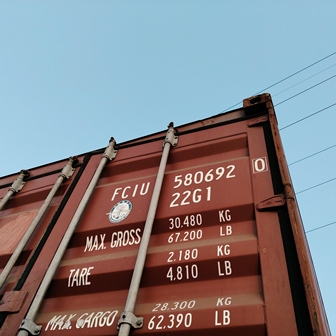 FCIU 580692 0
22G1
MAX. GROSS 30.480 KG
67.200 LB
TARE 2.180 KG
4.810 LB
MAX. CARGO 28.300 KG
62.390 LB